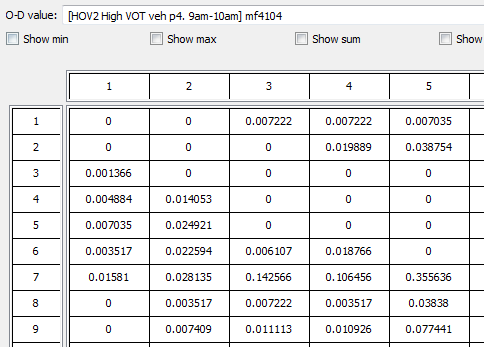 O-D value: [HOV2 High VOT veh p4. 9am-10am] mf4104
Show min Show max Show sum Show
1 2 3 4 5
1 0 0 0.007222 0.007222 0.007035
2 0 0 0 0.019889 0.038754
3 0.001366 0 0 0 0
4 0.004884 0.014053 0 0 0
5 0.007035 0.024921 0 0 0
6 0.003517 0.022594 0.006107 0.018766 0
7 0.01581 0.028135 0.142566 0.106456 0.355636
8 0 0.003517 0.007222 0.003517 0.03838
9 0 0.007409 0.011113 0.010926 0.077441